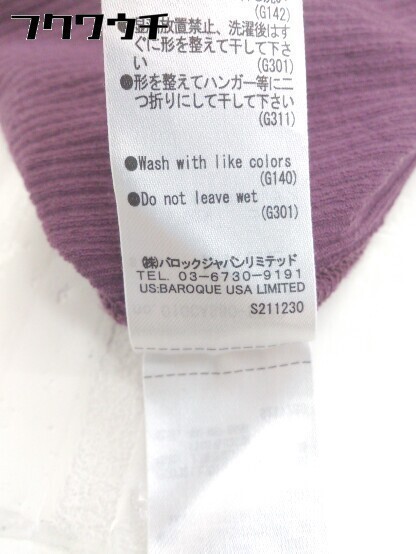 フクウクウチ
(G142)
放置禁止、洗濯後はす
ぐに形を整えて干して下さ
い
(G301)
●形を整えてハンガー等に二
つ折りにして干して下さい
(G311)
●Wash with like colors
(G140)
●Do not leave wet
(G301)
㈱バロックジャパンリミテッド
TEL. 03-6730-9191
US:BAROQUE USA LIMITED
S211230